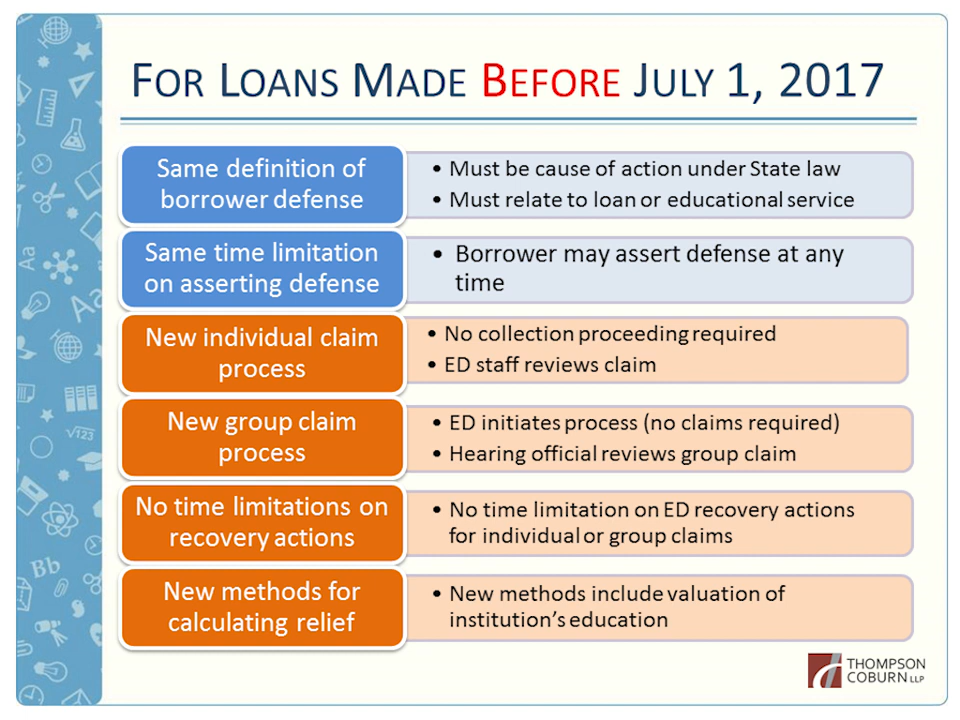 FOR LOANS MADE BEFORE JULY 1, 2017
Same definition of
borrower defense
• Must be cause of action under State law
• Must relate to loan or educational service
Same time limitation
on asserting defense
• Borrower may assert defense at any
time
New individual claim
process
• No collection proceeding required
• ED staff reviews claim
New group claim
process
• ED initiates process (no claims required)
• Hearing official reviews group claim
No time limitations on
recovery actions
• No time limitation on ED recovery actions
for individual or group claims
New methods for
calculating relief
• New methods include valuation of
institution’s education
Aa
Aa
√123
Bb
THOMPSON
COBURN LLP